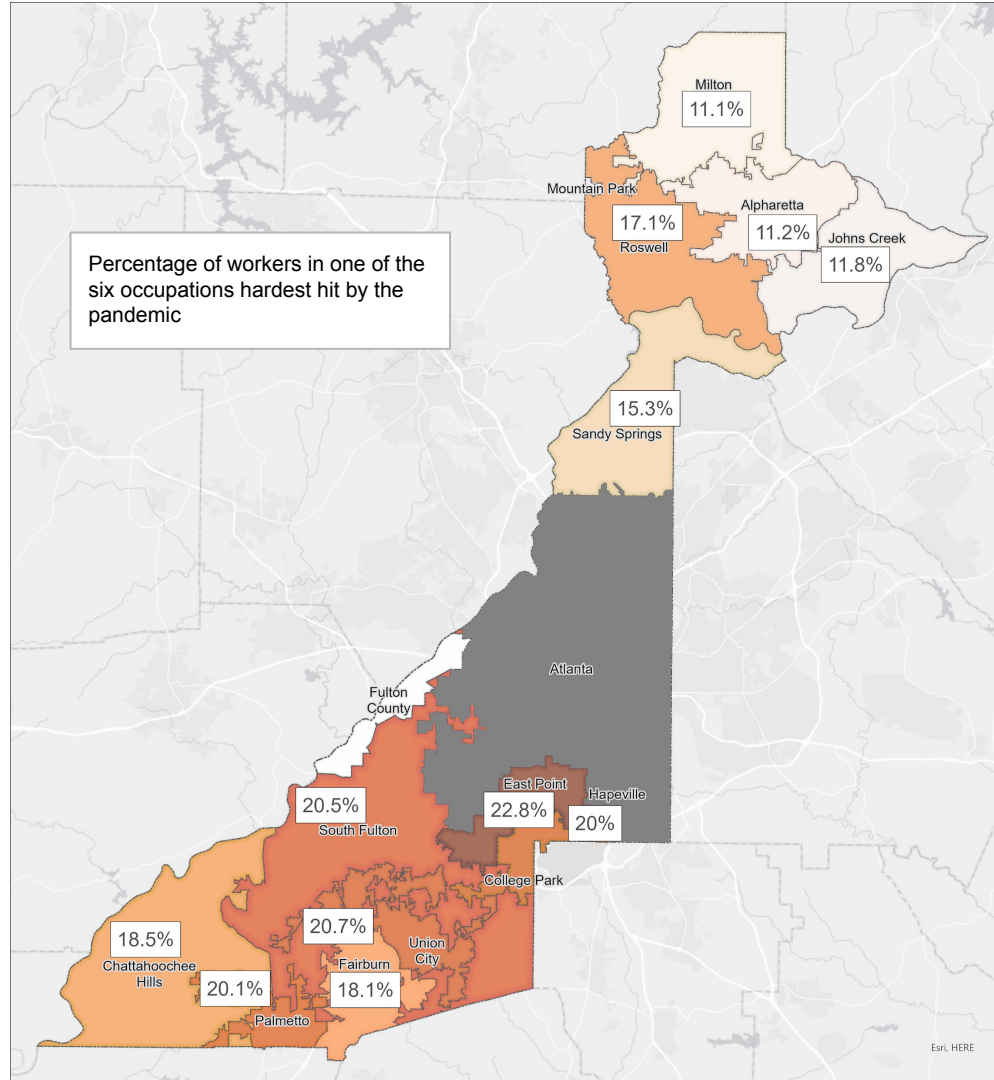 Milton
11.1%
Mountain Park
Alpharetta
17.1%
11.2%
Johns Creek
Roswell
11.8%
Percentage of workers in one of the
six occupations hardest hit by the
pandemic
15.3%
Sandy Springs
Atlanta
Fulton
County
East Point
Hapeville
20.5%
22.8%
20%
South Fulton
College Park
20.7%
18.5%
Union
City
Chattahoochee
Hills
Fairburn
20.1%
18.1%
Palmetto
Esri, HERE